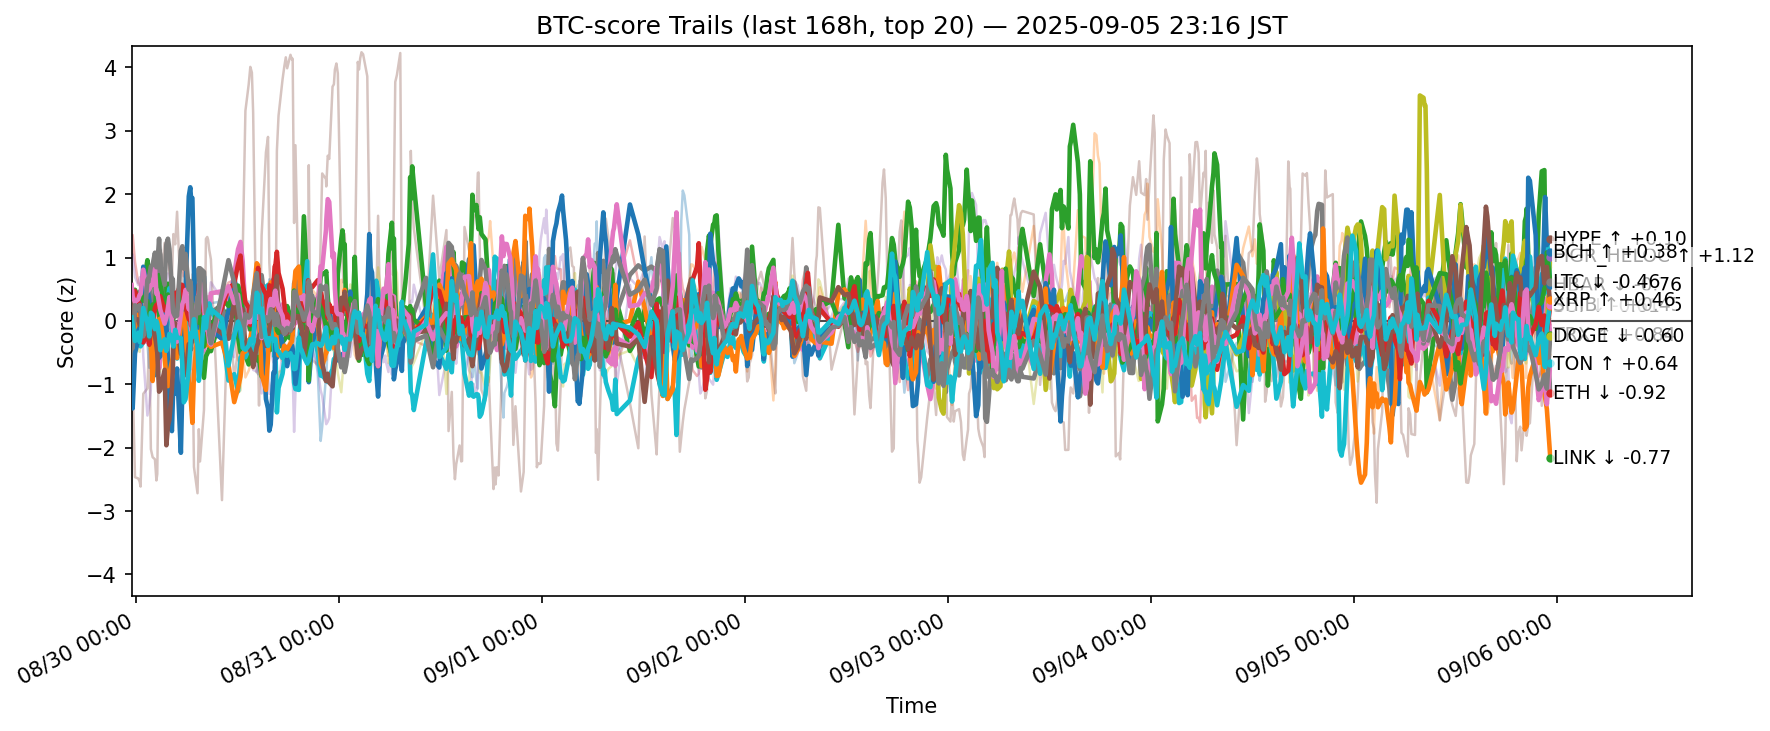 BTC-score Trails (last 168h, top 20) — 2025-09-05 23:16 JST
Score (z)
4
3
2
1
0
−1
−2
−3
−4
HYPE ↑ +0.10
BCH ↑ +0.38
↑ +1.12
LTC ↓ -0.46
XRP ↑ +0.46
DOGE ↓ -0.60
TON ↑ +0.64
ETH ↓ -0.92
LINK ↓ -0.77
08/30 00:00
08/31 00:00
09/01 00:00
09/02 00:00
09/03 00:00
09/04 00:00
09/05 00:00
09/06 00:00
Time